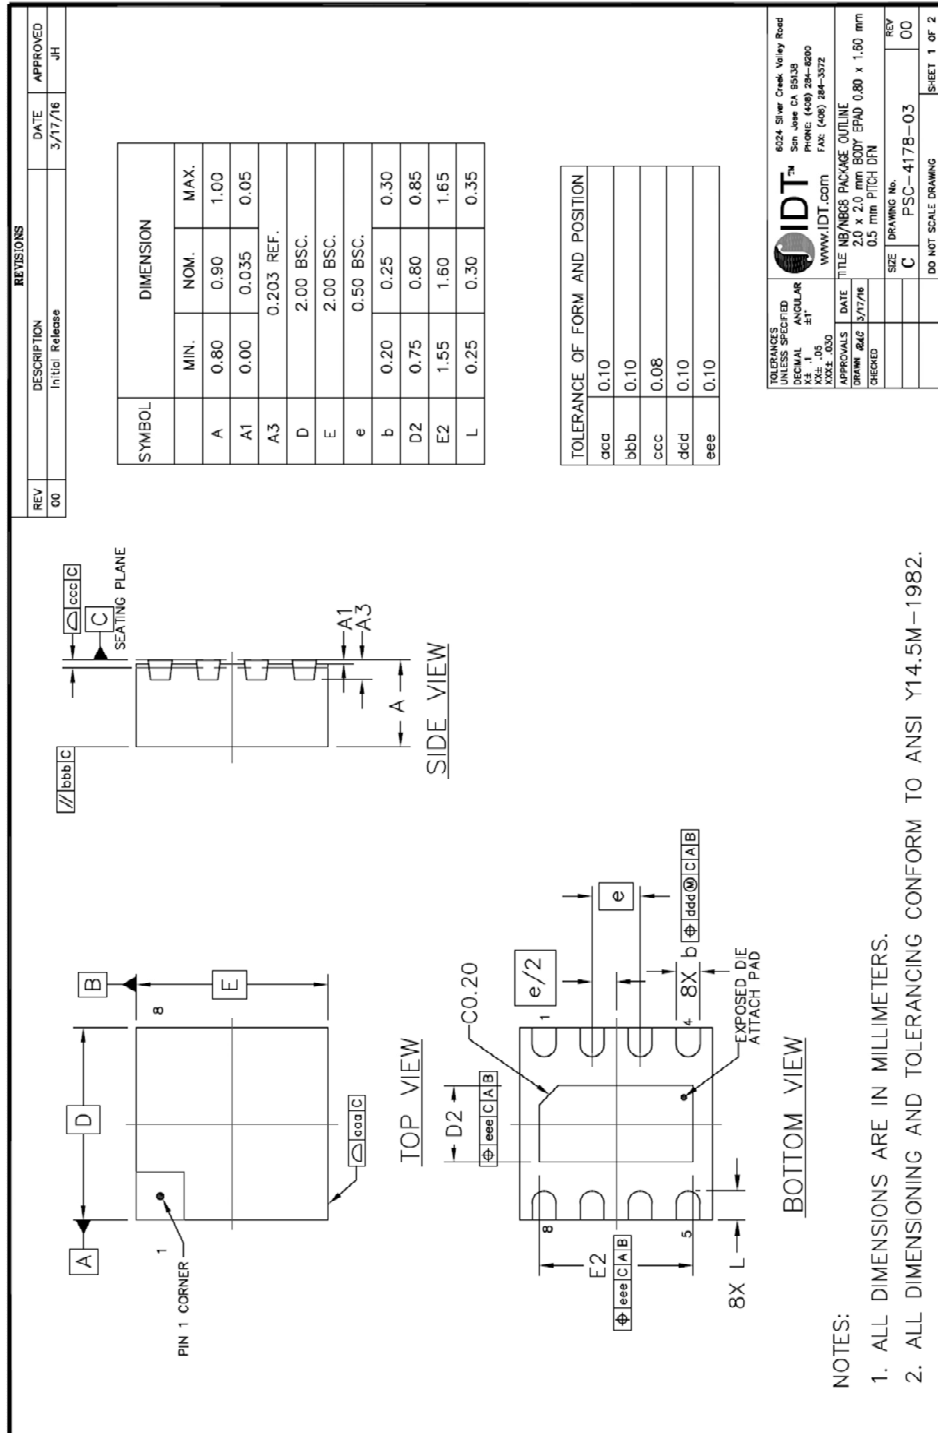 REVISIONS
REV DESCRIPTION DATE APPROVED
00 Initial Release 3/17/16 JH
// bbb C
ccc C
C
SEATING PLANE
A1
A3
A
SIDE VIEW
A
D
B
E
1
8
PIN 1 CORNER
aaa C
TOP VIEW
SYMBOL DIMENSION
MIN. NOM. MAX.
A 0.80 0.90 1.00
A1 0.00 0.035 0.05
A3 0.203 REF.
D 2.00 BSC.
E 2.00 BSC.
e 0.50 BSC.
b 0.20 0.25 0.30
D2 0.75 0.80 0.85
E2 1.55 1.60 1.65
L 0.25 0.30 0.35
TOLERANCE OF FORM AND POSITION
aaa 0.10
bbb 0.10
ccc 0.08
ddd 0.10
eee 0.10
D2
eee C A B
C0.20
e/2
e
8
1
E2
eee C A B
5
4
8X L
8X b
ddd Ⓜ C A B
EXPOSED DIE
ATTACH PAD
BOTTOM VIEW
NOTES:
1. ALL DIMENSIONS ARE IN MILLIMETERS.
2. ALL DIMENSIONING AND TOLERANCING CONFORM TO ANSI Y14.5M-1982.
TOLERANCES
UNLESS SPECIFIED
DECIMAL ANGULAR
X± .1 ±1°
XX± .05
XXX± .030
IDT™
www.IDT.com
6024 Silver Creek Valley Road
San Jose CA 95138
PHONE: (408) 284-8200
FAX: (408) 284-3572
APPROVALS DATE
DRAWN RAC 3/17/16
CHECKED
TITLE NB/NBG8 PACKAGE OUTLINE
2.0 x 2.0 mm BODY EPAD 0.80 x 1.60 mm
0.5 mm PITCH DFN
SIZE DRAWING No. REV
C PSC-4178-03 00
DO NOT SCALE DRAWING SHEET 1 OF 2